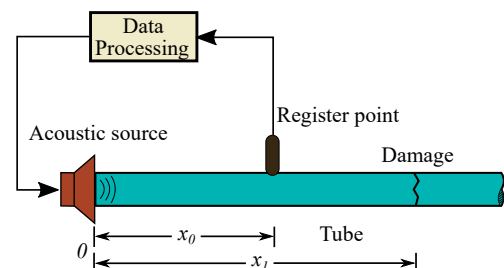 Data
Processing
Register point
Acoustic source
Damage
0
x₀
Tube
x₁